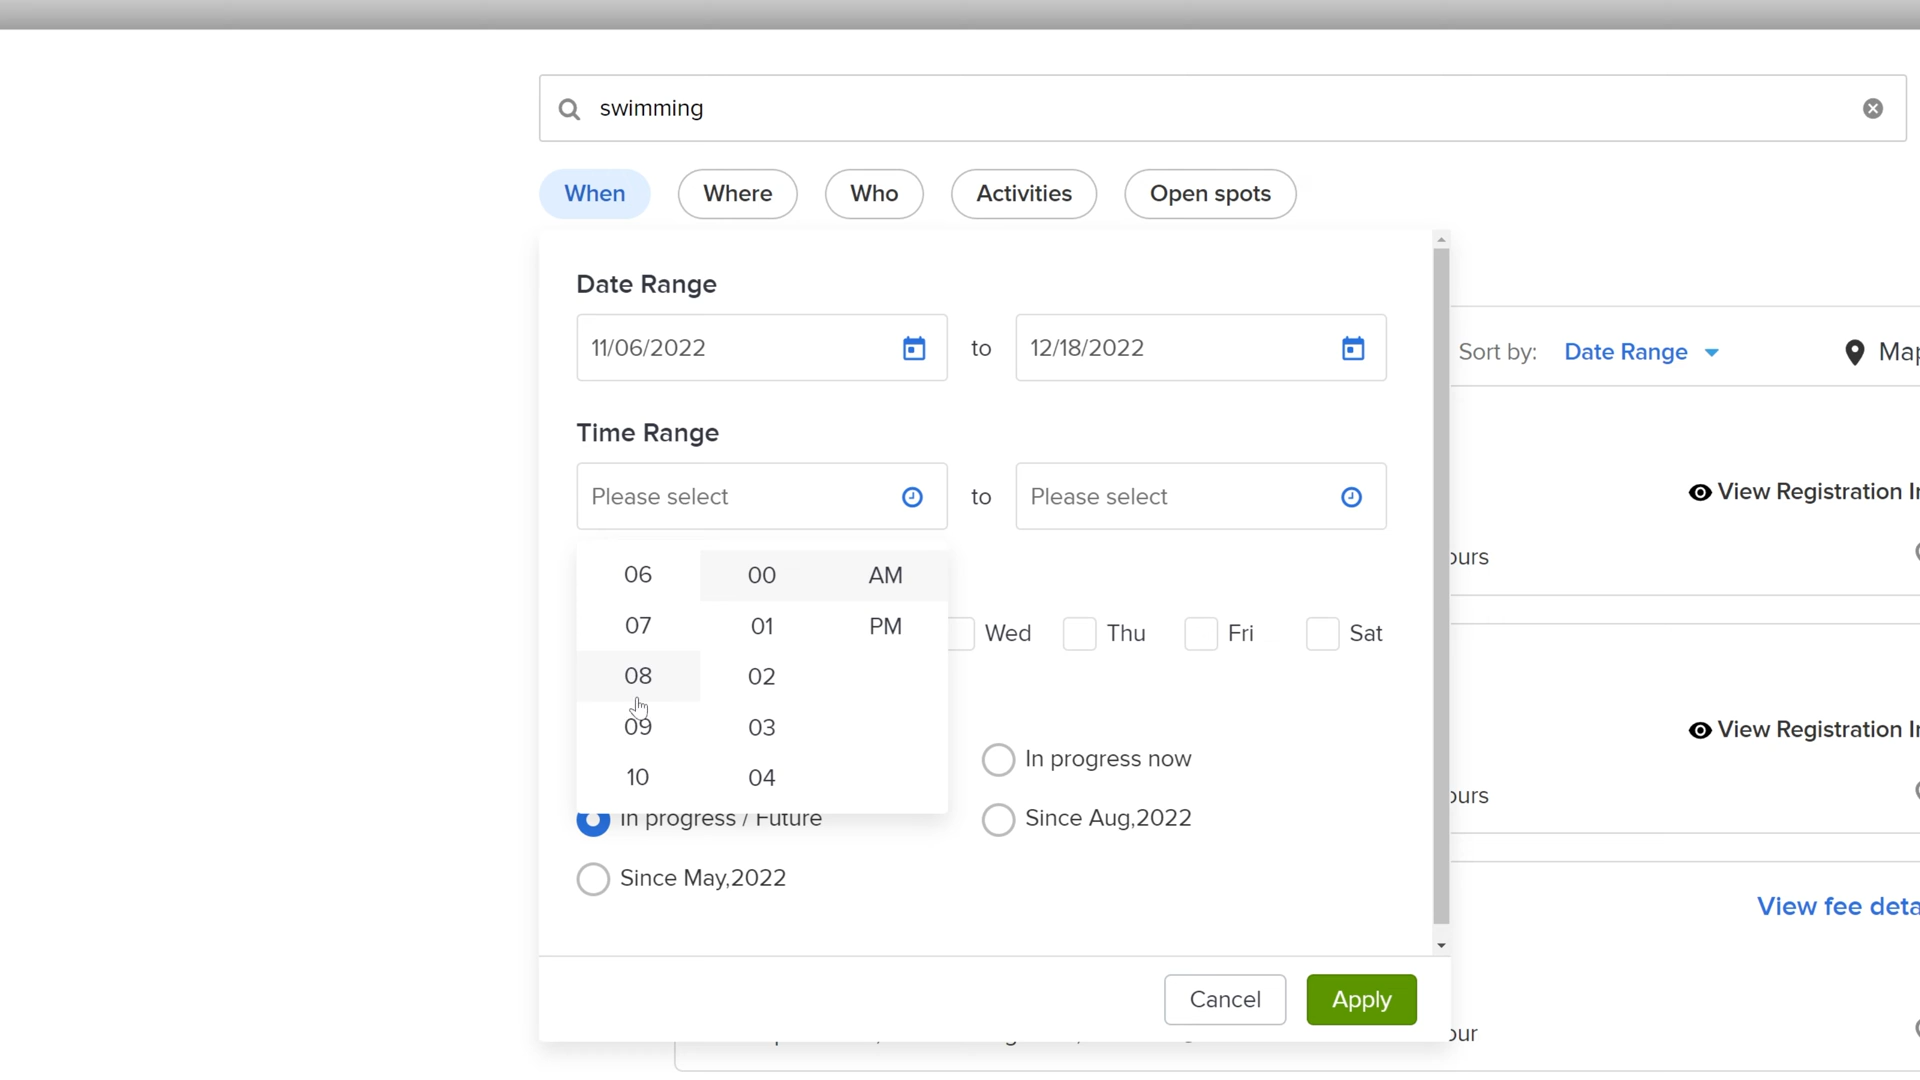 swimming
When Where Who Activities Open spots
Date Range
11/06/2022 to 12/18/2022
Sort by: Date Range Map
Time Range
Please select to Please select
View Registration In
ours
06 00 AM
07 01 PM
Wed Thu Fri Sat
08 02
09 03
View Registration In
In progress now
10 04
ours
In progress / Future Since Aug,2022
Since May,2022
View fee deta
Cancel Apply
our